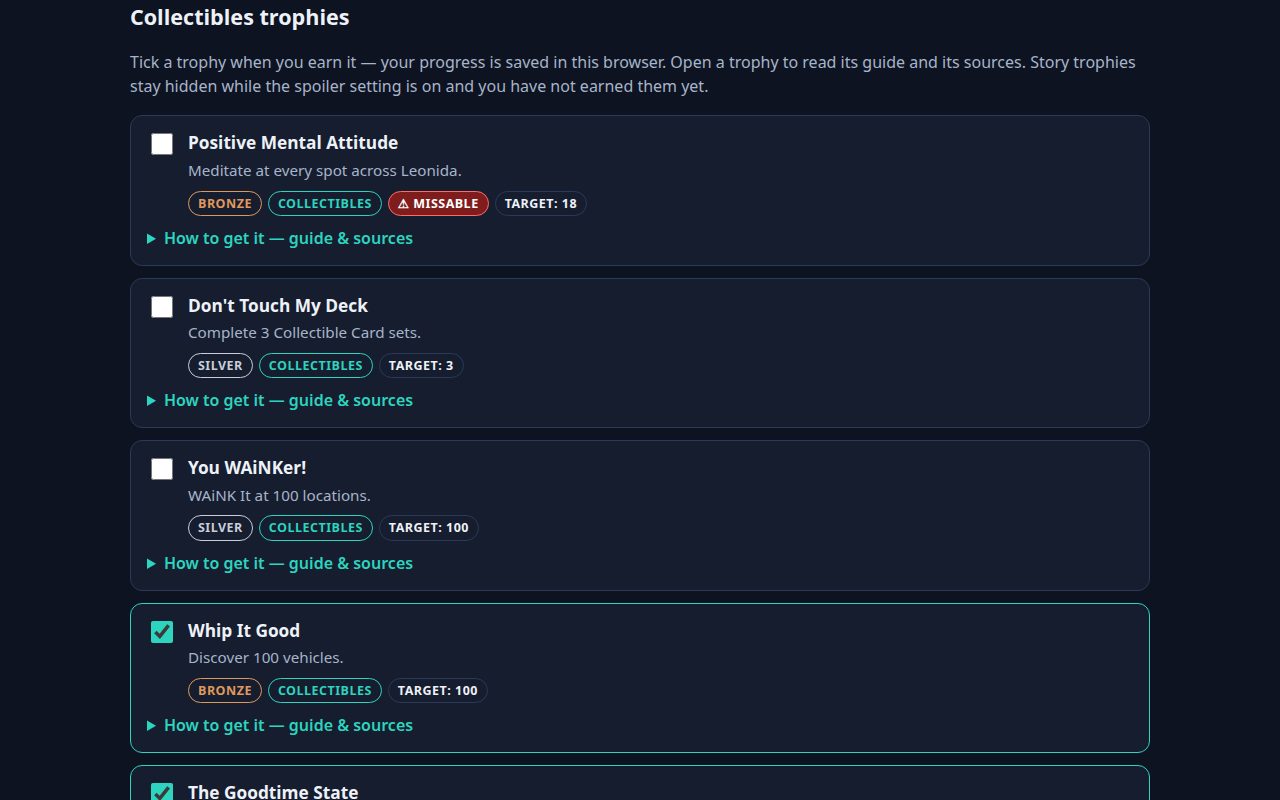 Collectibles trophies
Tick a trophy when you earn it — your progress is saved in this browser. Open a trophy to read its guide and its sources. Story trophies
stay hidden while the spoiler setting is on and you have not earned them yet.
Positive Mental Attitude
Meditate at every spot across Leonida.
BRONZE COLLECTIBLES ⚠ MISSABLE TARGET: 18
▶ How to get it — guide & sources
Don't Touch My Deck
Complete 3 Collectible Card sets.
SILVER COLLECTIBLES TARGET: 3
▶ How to get it — guide & sources
You WAiNKer!
WAiNK It at 100 locations.
SILVER COLLECTIBLES TARGET: 100
▶ How to get it — guide & sources
Whip It Good
Discover 100 vehicles.
BRONZE COLLECTIBLES TARGET: 100
▶ How to get it — guide & sources
The Goodtime State